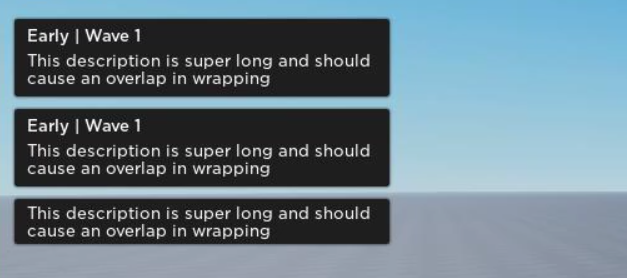 Early | Wave 1
This description is super long and should
cause an overlap in wrapping
Early | Wave 1
This description is super long and should
cause an overlap in wrapping
This description is super long and should
cause an overlap in wrapping